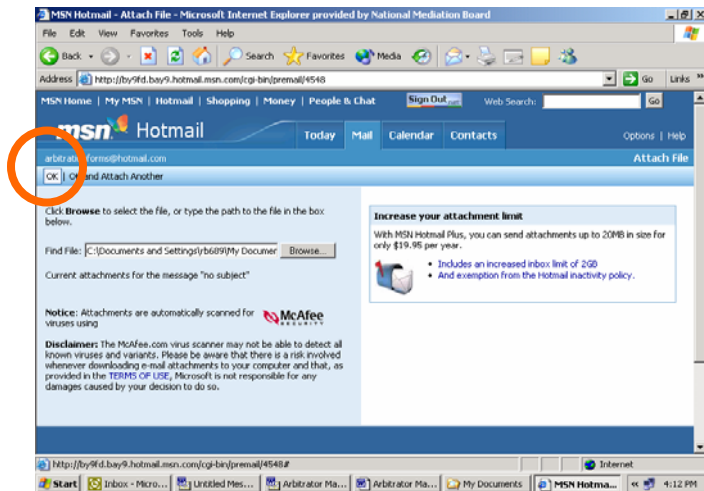 MSN Hotmail - Attach File - Microsoft Internet Explorer provided by National Mediation Board
File Edit View Favorites Tools Help
Back Search Favorites Media
Address http://by9fd.bay9.hotmail.msn.com/cgi-bin/premail/4548 Go Links »
MSN Home | My MSN | Hotmail | Shopping | Money | People & Chat Sign Out .net Web Search: Go
msn Hotmail Today Mail Calendar Contacts Options | Help
arbitrationforms@hotmail.com Attach File
OK | OK and Attach Another
Click Browse to select the file, or type the path to the file in the box
below.
Find File: C:\Documents and Settings\rb689\My Documer Browse...
Current attachments for the message "no subject"
Notice: Attachments are automatically scanned for
viruses using
McAfee
SECURITY
Disclaimer: The McAfee.com virus scanner may not be able to detect all
known viruses and variants. Please be aware that there is a risk involved
whenever downloading e-mail attachments to your computer and that, as
provided in the TERMS OF USE, Microsoft is not responsible for any
damages caused by your decision to do so.
Increase your attachment limit
With MSN Hotmail Plus, you can send attachments up to 20MB in size for
only $19.95 per year.
• Includes an increased inbox limit of 2GB
• And exemption from the Hotmail inactivity policy.
http://by9fd.bay9.hotmail.msn.com/cgi-bin/premail/4548# Internet
Start Inbox - Micro... Untitled Mes... Arbitrator Ma... Arbitrator Ma... My Documents MSN Hotma... « 4:12 PM